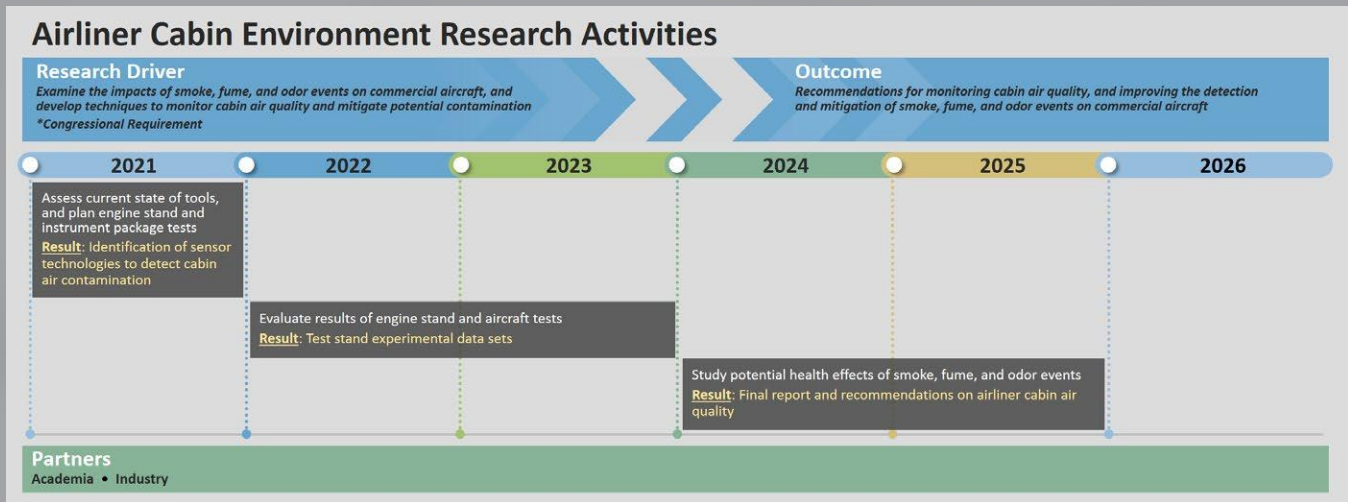 Airliner Cabin Environment Research Activities
Research Driver
Examine the impacts of smoke, fume, and odor events on commercial aircraft, and
develop techniques to monitor cabin air quality and mitigate potential contamination
*Congressional Requirement
Outcome
Recommendations for monitoring cabin air quality, and improving the detection
and mitigation of smoke, fume, and odor events on commercial aircraft
2021 2022 2023 2024 2025 2026
Assess current state of tools,
and plan engine stand and
instrument package tests
Result: Identification of sensor
technologies to detect cabin
air contamination
Evaluate results of engine stand and aircraft tests
Result: Test stand experimental data sets
Study potential health effects of smoke, fume, and odor events
Result: Final report and recommendations on airliner cabin air
quality
Partners
Academia • Industry